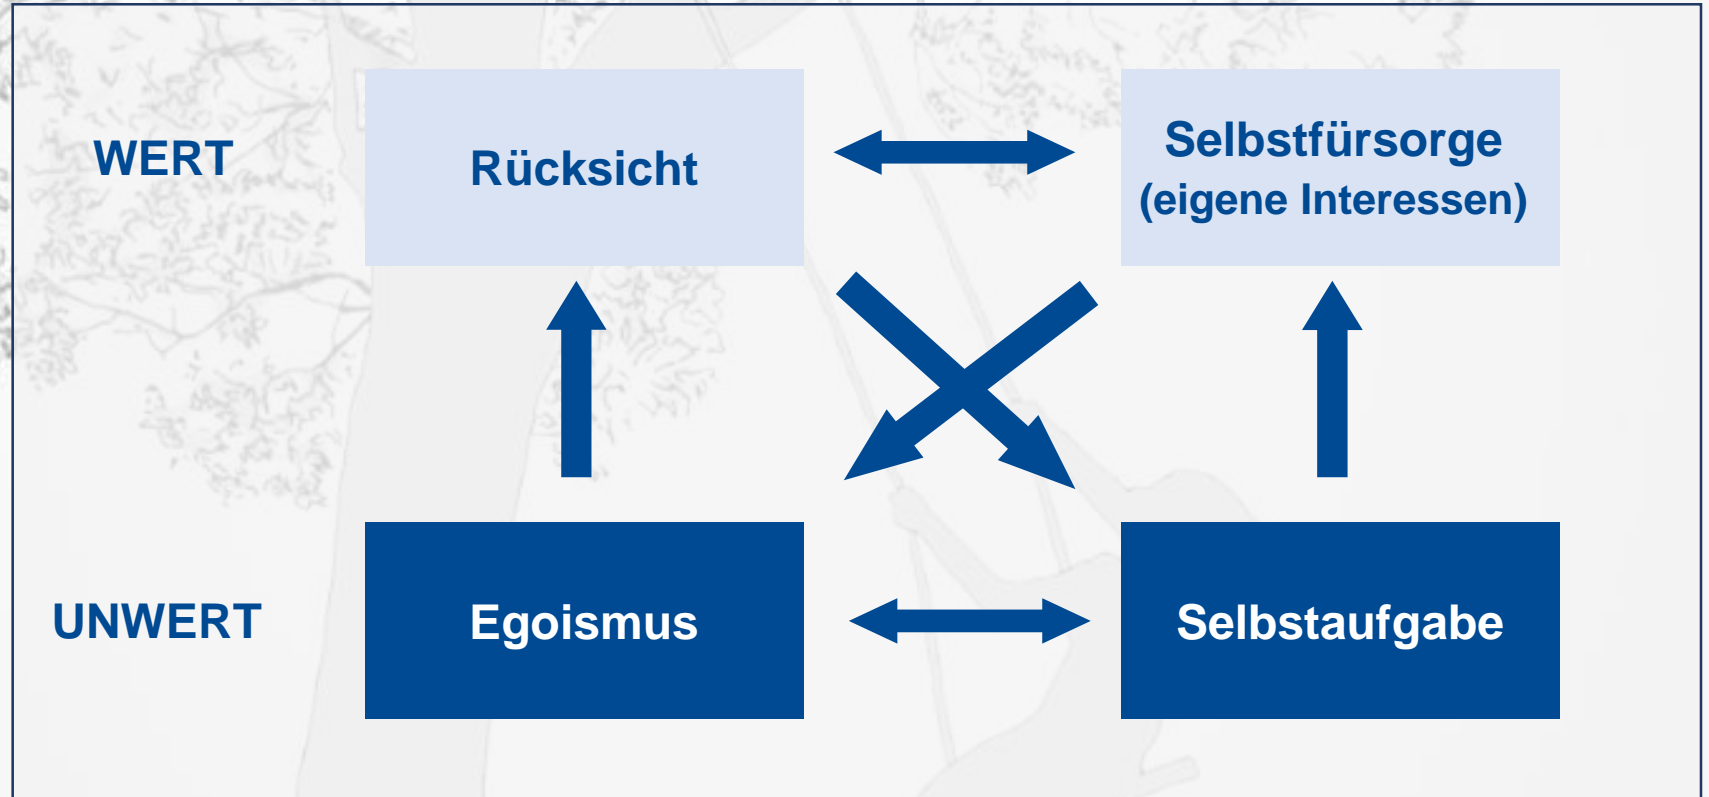 WERT
Rücksicht
Selbstfürsorge
(eigene Interessen)
UNWERT
Egoismus
Selbstaufgabe